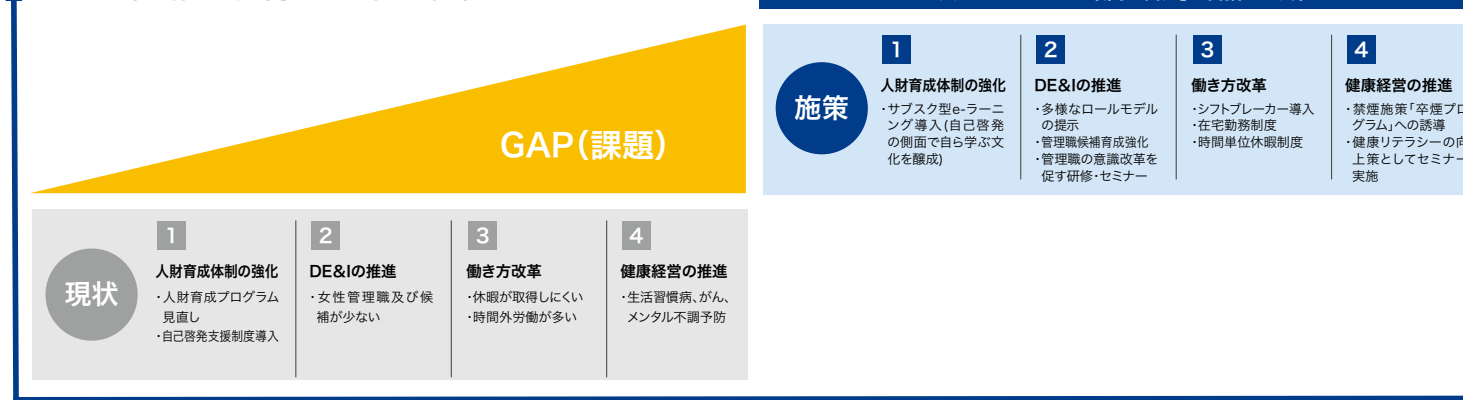 GAP（課題）
現状
1
人財育成体制の強化
・人財育成プログラム
見直し
・自己啓発支援制度導入
2
DE&Iの推進
・女性管理職及び候
補が少ない
3
働き方改革
・休暇が取得しにくい
・時間外労働が多い
4
健康経営の推進
・生活習慣病、がん、
メンタル不調予防
施策
1
人財育成体制の強化
・サブスク型e-ラーニ
ング導入(自己啓発
の側面で自ら学ぶ文
化を醸成)
2
DE&Iの推進
・多様なロールモデル
の提示
・管理職候補育成強化
・管理職の意識改革を
促す研修・セミナー
3
働き方改革
・シフトブレーカー導入
・在宅勤務制度
・時間単位休暇制度
4
健康経営の推進
・禁煙施策「卒煙プロ
グラム」への誘導
・健康リテラシーの向
上策としてセミナー
実施